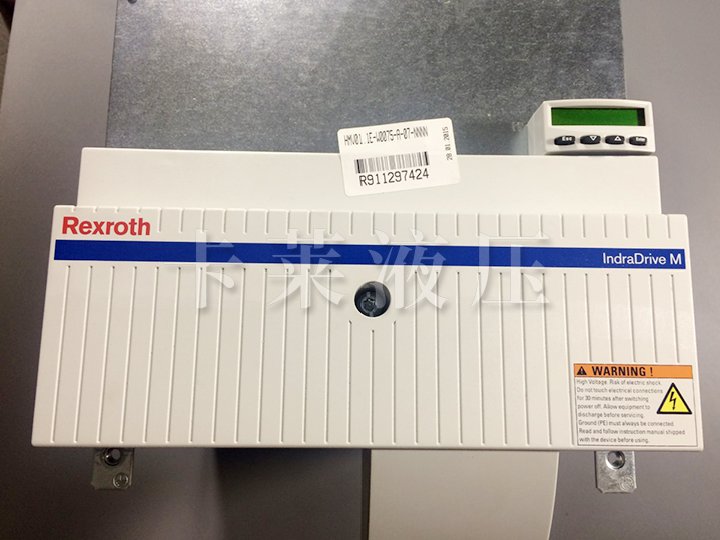 HMV01.1E-W0075-A-07-NNNN
R911297424
20 01 2015
Esc
Enter
Rexroth
IndraDrive M
卡莱液压
WARNING !
High Voltage. Risk of electric shock.
Do not touch electrical connections
for 30 minutes after switching
power off. Allow equipment to
discharge before servicing.
Ground (PE) must always be connected.
Read and follow instruction manual shipped
with the device before using.